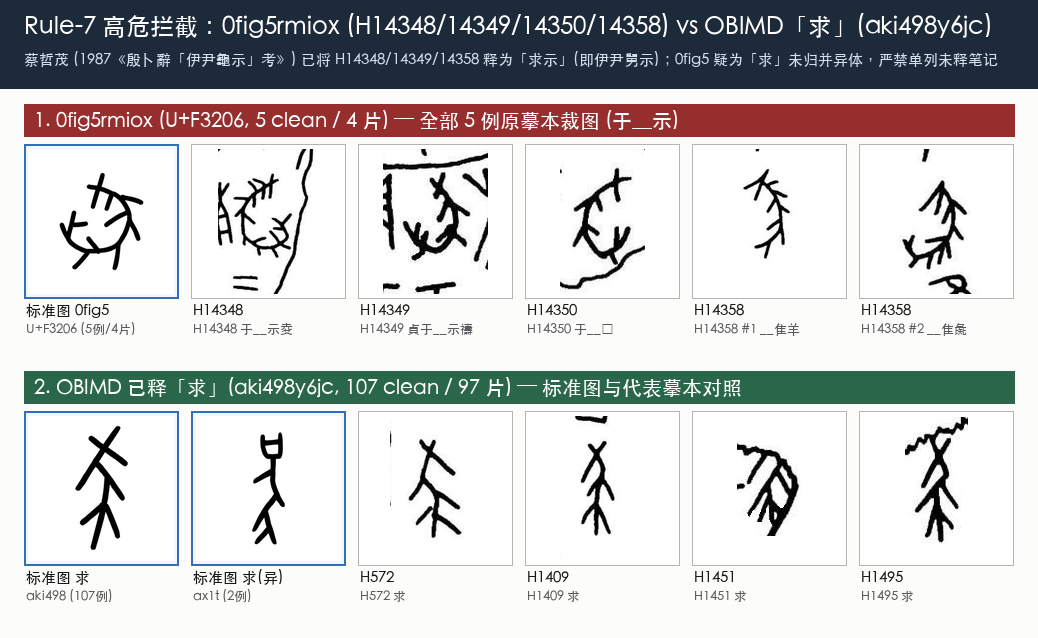 Rule-7 高危拦截：0fig5rmiox (H14348/14349/14350/14358) vs OBIMD「求」(aki498y6jc)
蔡哲茂 (1987《殷卜辭「伊尹龜示」考》) 已将 H14348/14349/14358 释为「求示」(即伊尹舅示)；0fig5 疑为「求」未归并异体，严禁单列未释笔记
1. 0fig5rmiox (U+F3206, 5 clean / 4 片) — 全部 5 例原摹本裁图 (于__示)
标准图 0fig5
U+F3206 (5例/4片)
H14348
H14348 于__示𡘲
H14349
H14349 貞于__示禱
H14350
H14350 于__□
H14358
H14358 #1 __隹羊
H14358
H14358 #2 __隹
2. OBIMD 已释「求」(aki498y6jc, 107 clean / 97 片) — 标准图与代表摹本对照
标准图 求
aki498 (107例)
标准图 求(异)
ax1t (2例)
H572
H572 求
H1409
H1409 求
H1451
H1451 求
H1495
H1495 求